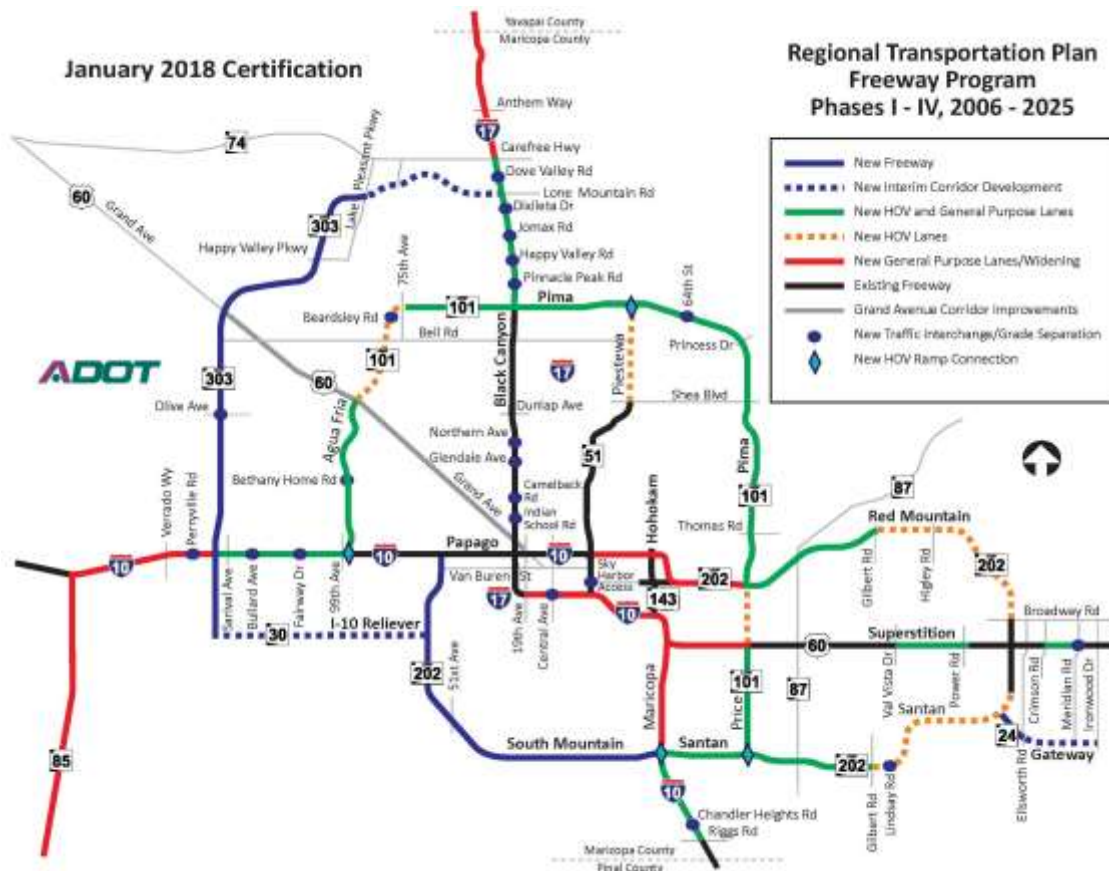 January 2018 Certification
Yavapai County
Maricopa County
Regional Transportation Plan
Freeway Program
Phases I - IV, 2006 - 2025
New Freeway
New Interim Corridor Development
New HOV and General Purpose Lanes
New HOV Lanes
New General Purpose Lanes/Widening
Existing Freeway
Grand Avenue Corridor Improvements
New Traffic Interchange/Grade Separation
New HOV Ramp Connection
Anthem Way
17
Carefree Hwy
74
Lake Pleasant Pkwy
Dove Valley Rd
60
Lone Mountain Rd
Grand Ave
Dixileta Dr
303
Jomax Rd
Happy Valley Pkwy
75th Ave
Happy Valley Rd
Pinnacle Peak Rd
64th St
101
Pima
Beardsley Rd
Bell Rd
Princess Dr
101
Black Canyon
Piestewa
ADOT
303
60
17
Olive Ave
Agua Fria
Dunlap Ave
Shea Blvd
Northern Ave
Glendale Ave
51
Pima
Bethany Home Rd
Grand Ave
Camelback
Rd
Indian
School Rd
101
87
Verrado Wy
Perryville Rd
Hohokam
Thomas Rd
Red Mountain
10
10
Papago
10
Van Buren St
Sky
Harbor
Access
202
143
202
Gilbert Rd
Higley Rd
Sarival Ave
Bullard Ave
Fairway Dr
99th Ave
17
10
Broadway Rd
30
I-10 Reliever
19th Ave
Central Ave
Superstition
60
202
51st Ave
Maricopa
101
Price
87
Val Vista Dr
Power Rd
Crimson Rd
Meridian Rd
Ironwood Dr
Santan
24
85
South Mountain
Santan
Gateway
Ellsworth Rd
202
10
Gilbert Rd
Lindsay Rd
Chandler Heights Rd
Riggs Rd
Maricopa County
Pinal County